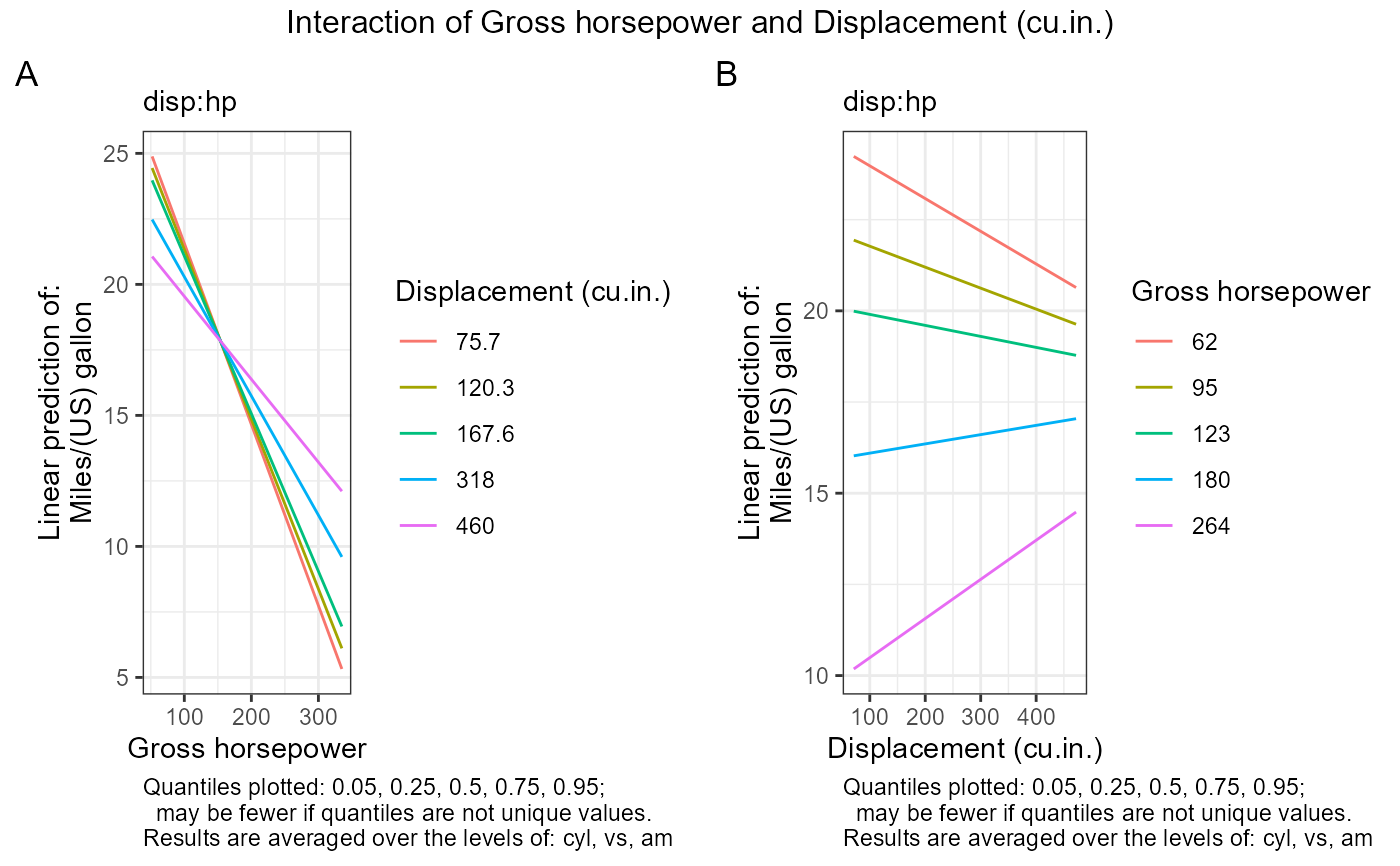 Interaction of Gross horsepower and Displacement (cu.in.)
A
disp:hp
25
20
15
10
5
Linear prediction of:
Miles/(US) gallon
100 200 300
Gross horsepower
Displacement (cu.in.)
75.7
120.3
167.6
318
460
Quantiles plotted: 0.05, 0.25, 0.5, 0.75, 0.95;
may be fewer if quantiles are not unique values.
Results are averaged over the levels of: cyl, vs, am
B
disp:hp
20
15
10
Linear prediction of:
Miles/(US) gallon
100 200 300 400
Displacement (cu.in.)
Gross horsepower
62
95
123
180
264
Quantiles plotted: 0.05, 0.25, 0.5, 0.75, 0.95;
may be fewer if quantiles are not unique values.
Results are averaged over the levels of: cyl, vs, am